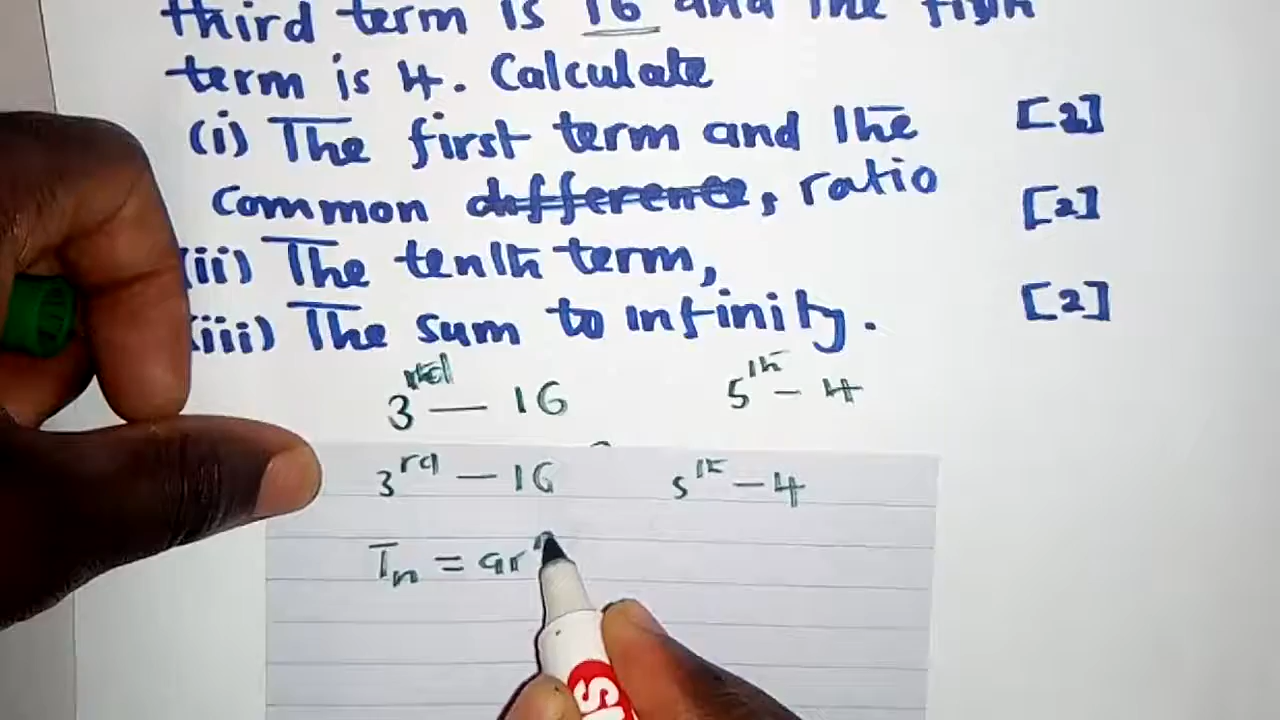 third term is 16 and the fifth
term is 4. Calculate
(i) The first term and the [2]
common difference, ratio
[2]
(ii) The tenth term,
(iii) The sum to infinity. [2]
3rd — 16 5th - 4
3rd — 16 5th - 4
Tn = ar